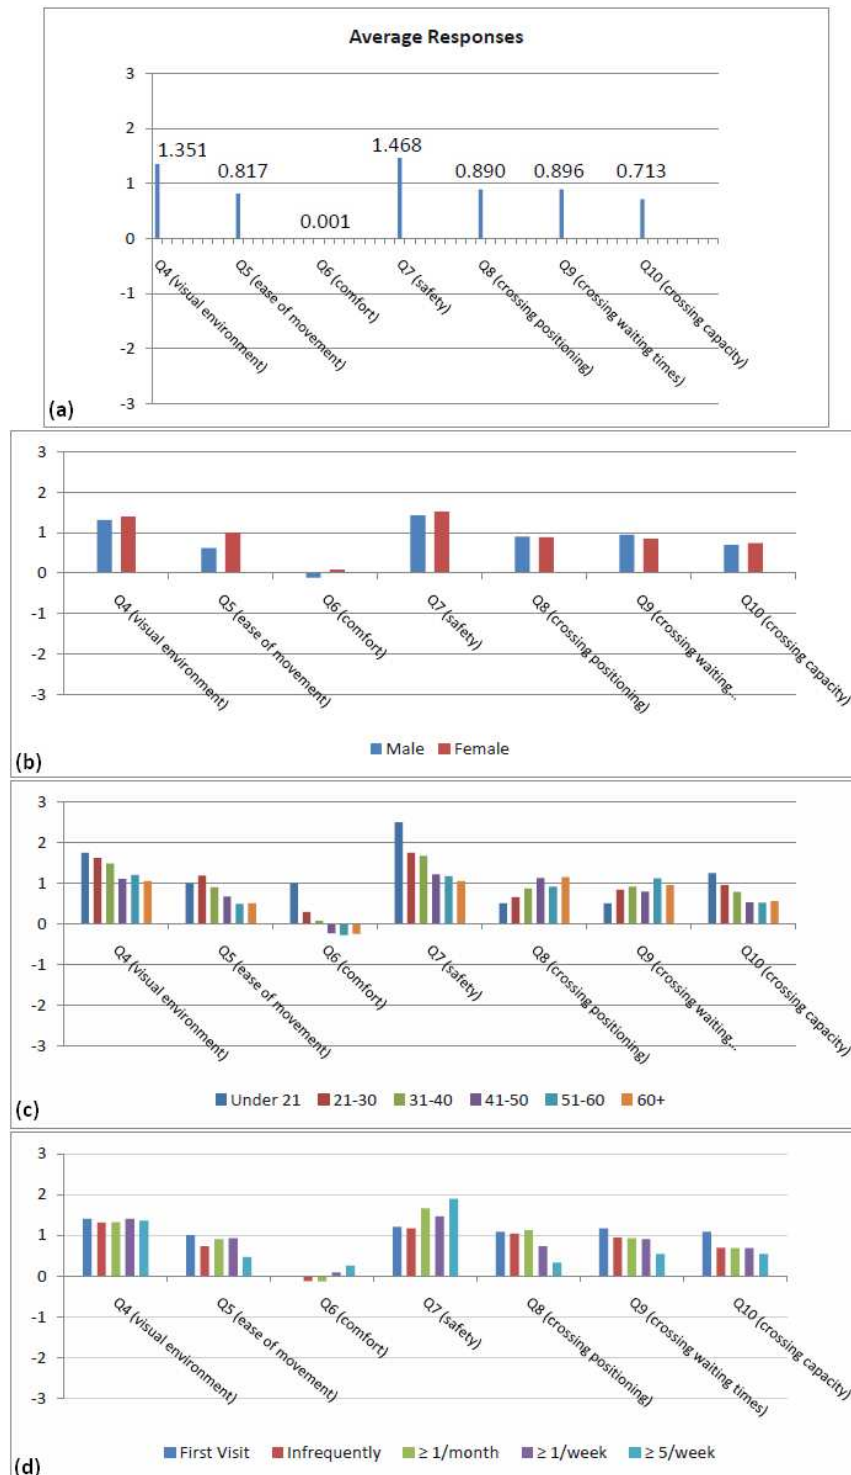 Average Responses
3
2
1
0
-1
-2
-3
1.351
0.817
0.001
1.468
0.890
0.896
0.713
Q4 (visual environment)
Q5 (ease of movement)
Q6 (comfort)
Q7 (safety)
Q8 (crossing positioning)
Q9 (crossing waiting times)
Q10 (crossing capacity)
(a)
3
2
1
0
-1
-2
-3
Q4 (visual environment)
Q5 (ease of movement)
Q6 (comfort)
Q7 (safety)
Q8 (crossing positioning)
Q9 (crossing waiting...
Q10 (crossing capacity)
Male Female
(b)
3
2
1
0
-1
-2
-3
Q4 (visual environment)
Q5 (ease of movement)
Q6 (comfort)
Q7 (safety)
Q8 (crossing positioning)
Q9 (crossing waiting...
Q10 (crossing capacity)
Under 21 21-30 31-40 41-50 51-60 60+
(c)
3
2
1
0
-1
-2
-3
Q4 (visual environment)
Q5 (ease of movement)
Q6 (comfort)
Q7 (safety)
Q8 (crossing positioning)
Q9 (crossing waiting times)
Q10 (crossing capacity)
First Visit Infrequently ≥ 1/month ≥ 1/week ≥ 5/week
(d)